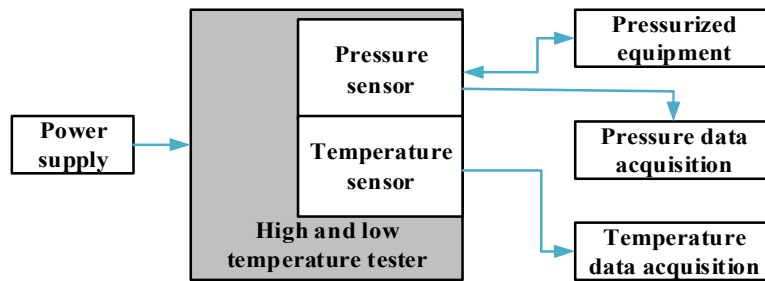 Power
supply
Pressure
sensor
Temperature
sensor
High and low
temperature tester
Pressurized
equipment
Pressure data
acquisition
Temperature
data acquisition